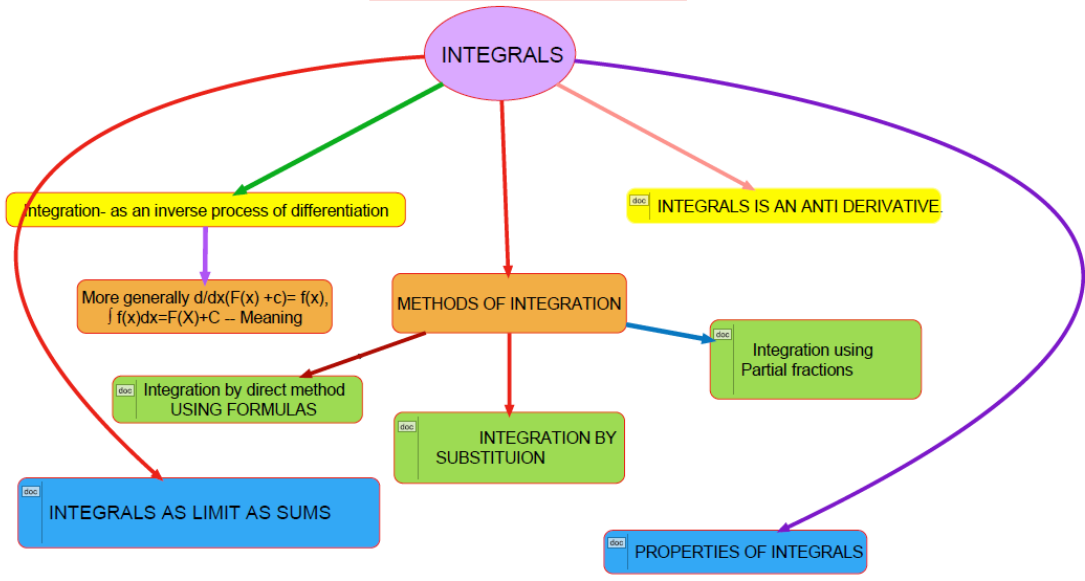 INTEGRALS
Integration- as an inverse process of differentiation
doc
INTEGRALS IS AN ANTI DERIVATIVE.
More generally d/dx(F(x) +c)= f(x),
∫ f(x)dx=F(X)+C -- Meaning
METHODS OF INTEGRATION
doc
Integration using
Partial fractions
doc
Integration by direct method
USING FORMULAS
doc
INTEGRATION BY
SUBSTITUION
doc
INTEGRALS AS LIMIT AS SUMS
doc
PROPERTIES OF INTEGRALS